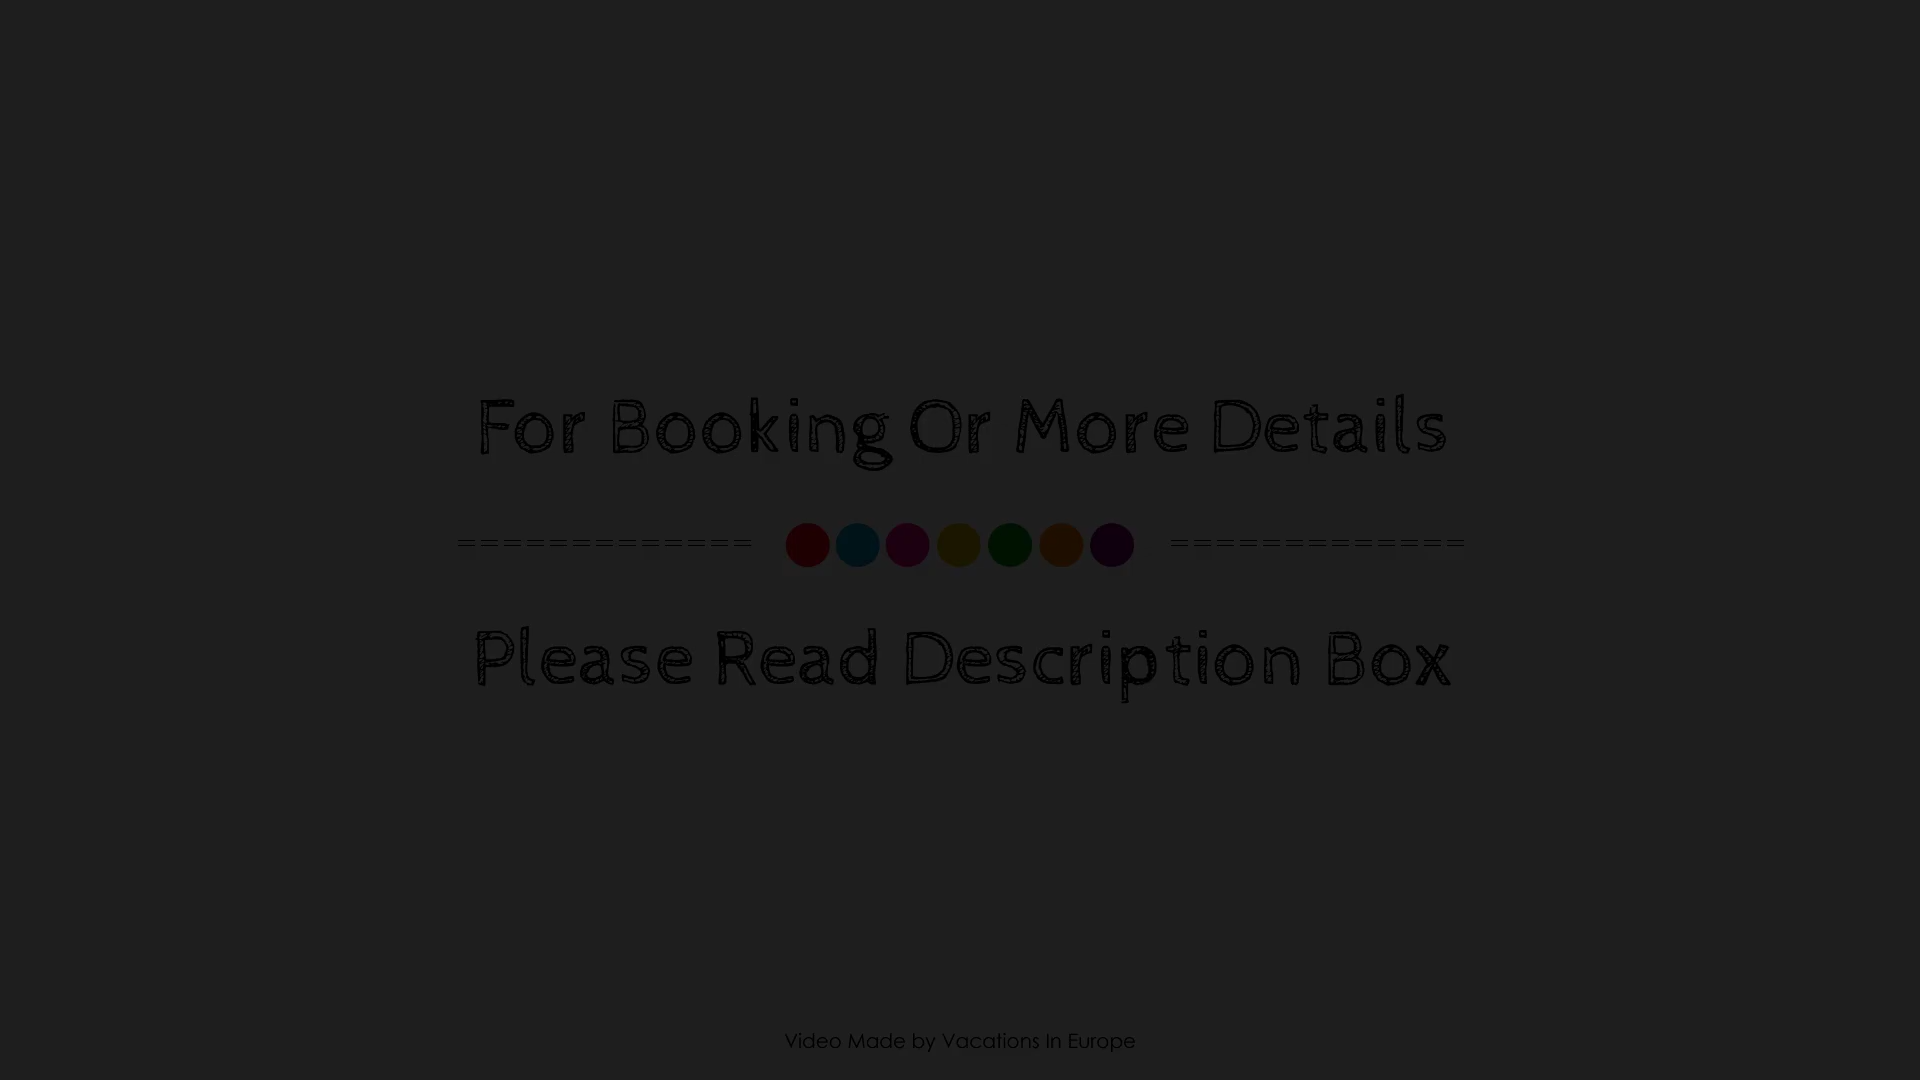 For Booking Or More Details
============= =============
Please Read Description Box
Video Made by Vacations In Europe